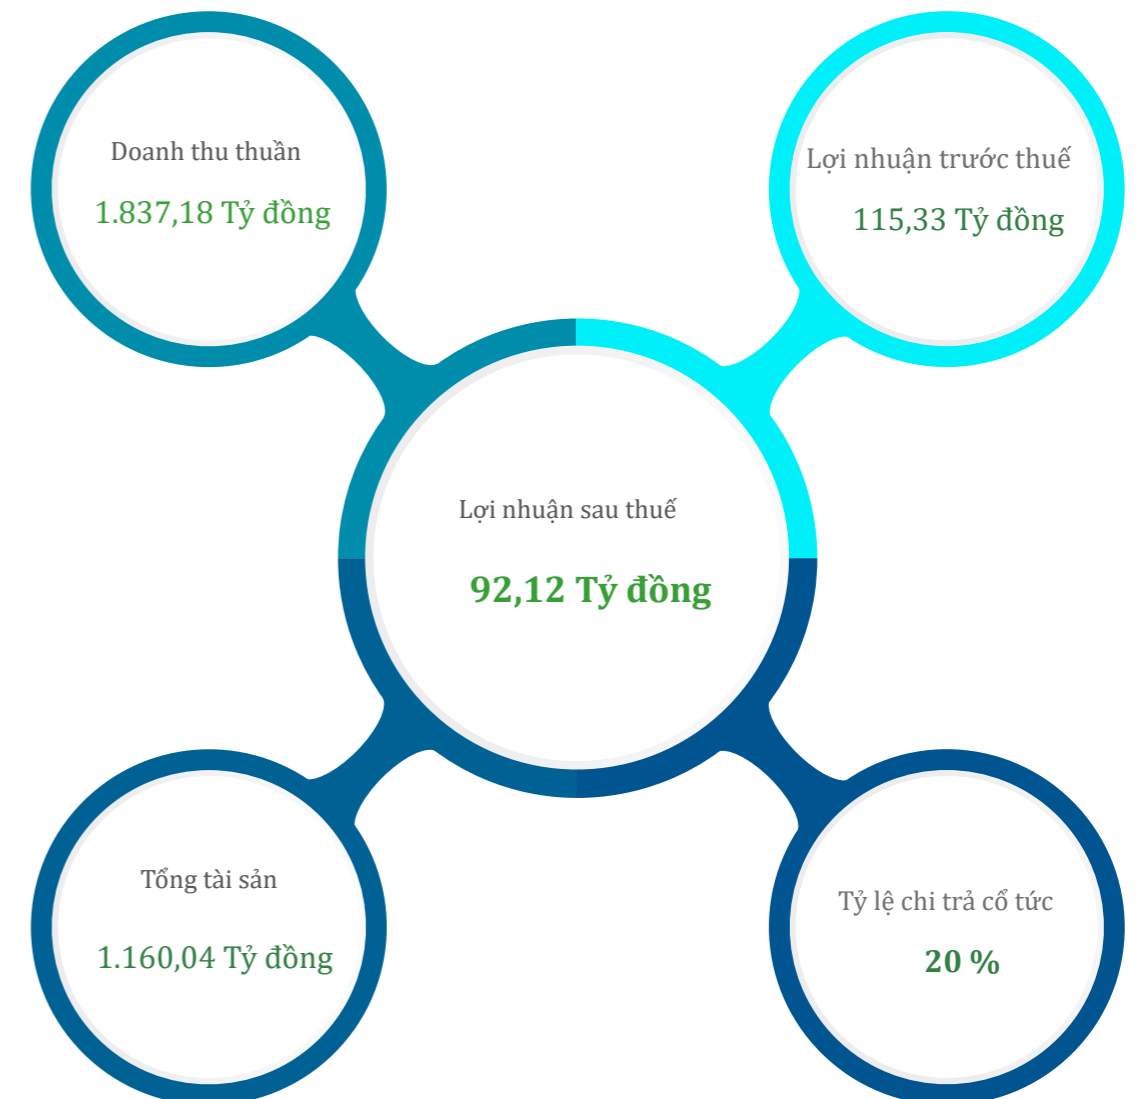 Doanh thu thuần
1.837,18 Tỷ đồng
Lợi nhuận trước thuế
115,33 Tỷ đồng
Lợi nhuận sau thuế
92,12 Tỷ đồng
Tổng tài sản
1.160,04 Tỷ đồng
Tỷ lệ chi trả cổ tức
20 %